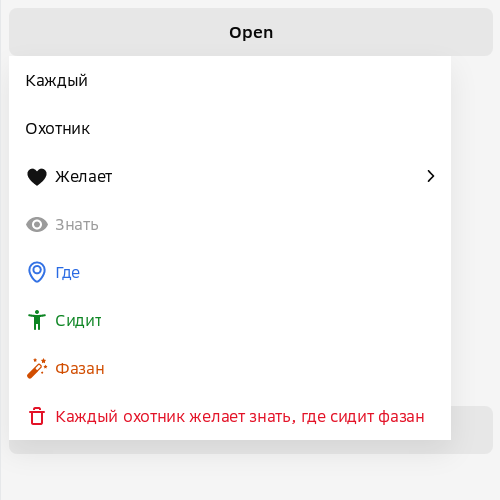 Open
Каждый
Охотник
Желает
Знать
Где
Сидит
Фазан
Каждый охотник желает знать, где сидит фазан